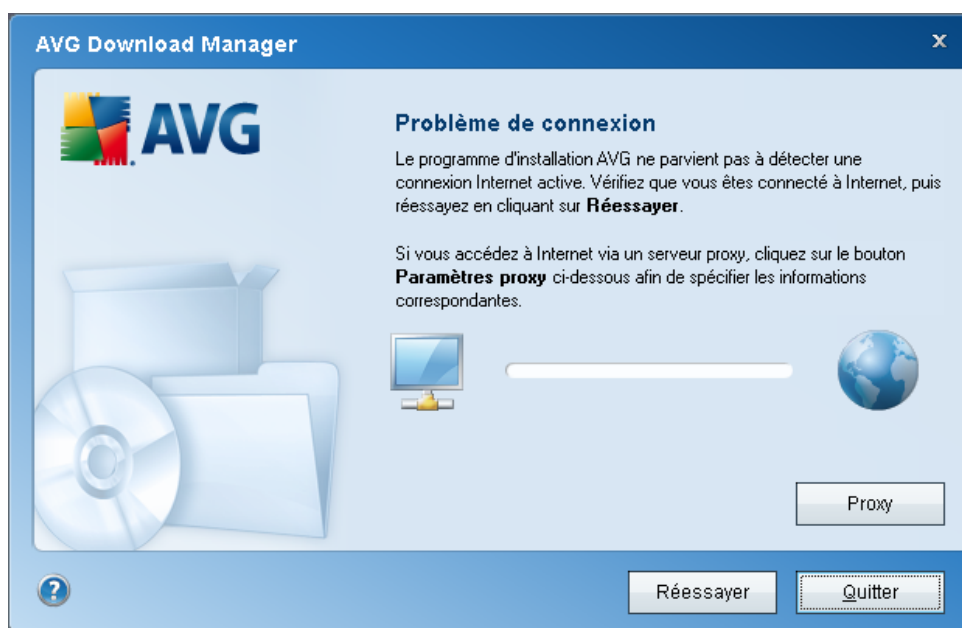 AVG Download Manager
x
AVG
Problème de connexion
Le programme d'installation AVG ne parvient pas à détecter une
connexion Internet active. Vérifiez que vous êtes connecté à Internet, puis
réessayez en cliquant sur Réessayer.
Si vous accédez à Internet via un serveur proxy, cliquez sur le bouton
Paramètres proxy ci-dessous afin de spécifier les informations
correspondantes.
Proxy
?
Réessayer
Quitter